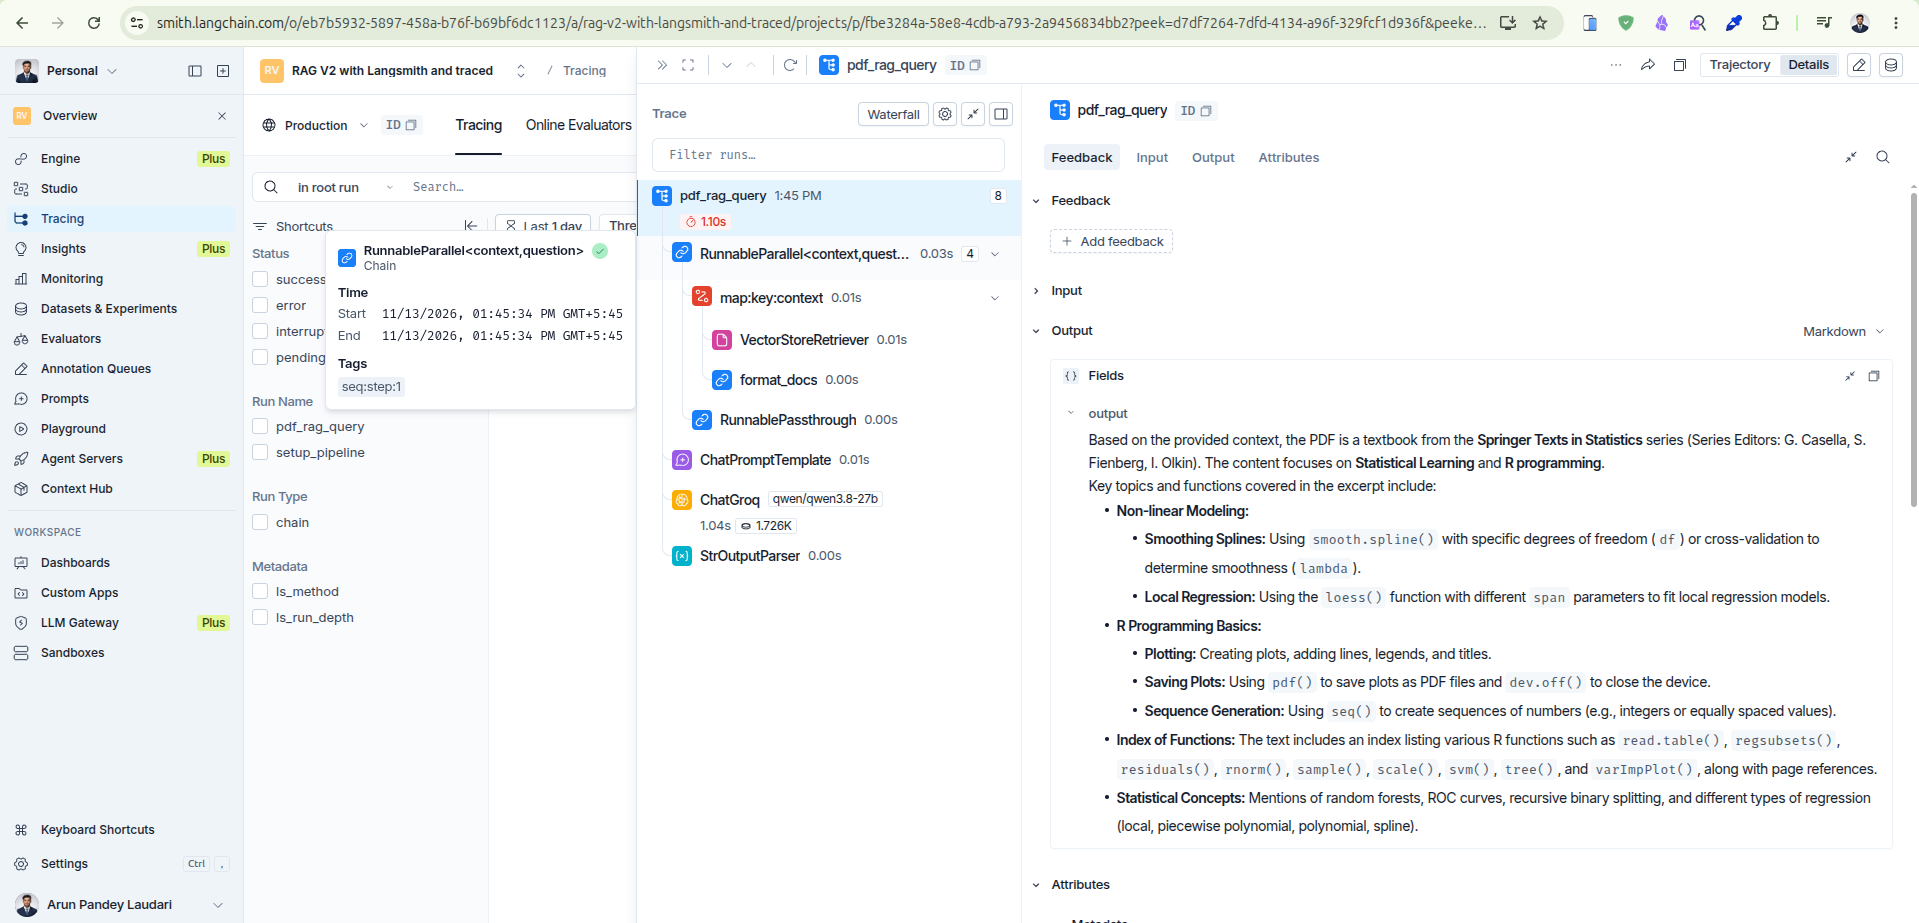 smith.langchain.com/o/eb7b5932-5897-458a-b76f-b69bf6dc1123/a/rag-v2-with-langsmith-and-traced/projects/p/fbe3284a-58e8-4cdb-a793-2a9456834bb2?peek=d7df7264-7dfd-4134-a96f-329fcf1d936f&peeke...
Personal
RV Overview
Engine Plus
Studio
Tracing
Insights Plus
Monitoring
Datasets & Experiments
Evaluators
Annotation Queues
Prompts
Playground
Agent Servers Plus
Context Hub
WORKSPACE
Dashboards
Custom Apps
LLM Gateway Plus
Sandboxes
Keyboard Shortcuts
Settings Ctrl ,
Arun Pandey Laudari
RV RAG V2 with Langsmith and traced / Tracing
Production ID Tracing Online Evaluators
in root run Search...
Shortcuts Last 1 day Thre
Status
success
error
interrup
pending
Run Name
pdf_rag_query
setup_pipeline
Run Type
chain
Metadata
ls_method
ls_run_depth
RunnableParallel<context,question>
Chain
Time
Start 11/13/2026, 01:45:34 PM GMT+5:45
End 11/13/2026, 01:45:34 PM GMT+5:45
Tags
seq:step:1
pdf_rag_query ID
Trajectory Details
Trace Waterfall
Filter runs...
pdf_rag_query 1:45 PM 8
1.10s
RunnableParallel<context,quest... 0.03s 4
map:key:context 0.01s
VectorStoreRetriever 0.01s
format_docs 0.00s
RunnablePassthrough 0.00s
ChatPromptTemplate 0.01s
ChatGroq qwen/qwen3.8-27b
1.04s 1.726K
StrOutputParser 0.00s
pdf_rag_query ID
Feedback Input Output Attributes
Feedback
+ Add feedback
Input
Output Markdown
{} Fields
output
Based on the provided context, the PDF is a textbook from the Springer Texts in Statistics series (Series Editors: G. Casella, S.
Fienberg, I. Olkin). The content focuses on Statistical Learning and R programming.
Key topics and functions covered in the excerpt include:
• Non-linear Modeling:
• Smoothing Splines: Using smooth.spline() with specific degrees of freedom ( df ) or cross-validation to
determine smoothness ( lambda ).
• Local Regression: Using the loess() function with different span parameters to fit local regression models.
• R Programming Basics:
• Plotting: Creating plots, adding lines, legends, and titles.
• Saving Plots: Using pdf() to save plots as PDF files and dev.off() to close the device.
• Sequence Generation: Using seq() to create sequences of numbers (e.g., integers or equally spaced values).
• Index of Functions: The text includes an index listing various R functions such as read.table(), regsubsets(),
residuals(), rnorm(), sample(), scale(), svm(), tree(), and varImpPlot(), along with page references.
• Statistical Concepts: Mentions of random forests, ROC curves, recursive binary splitting, and different types of regression
(local, piecewise polynomial, polynomial, spline).
Attributes
Metadata